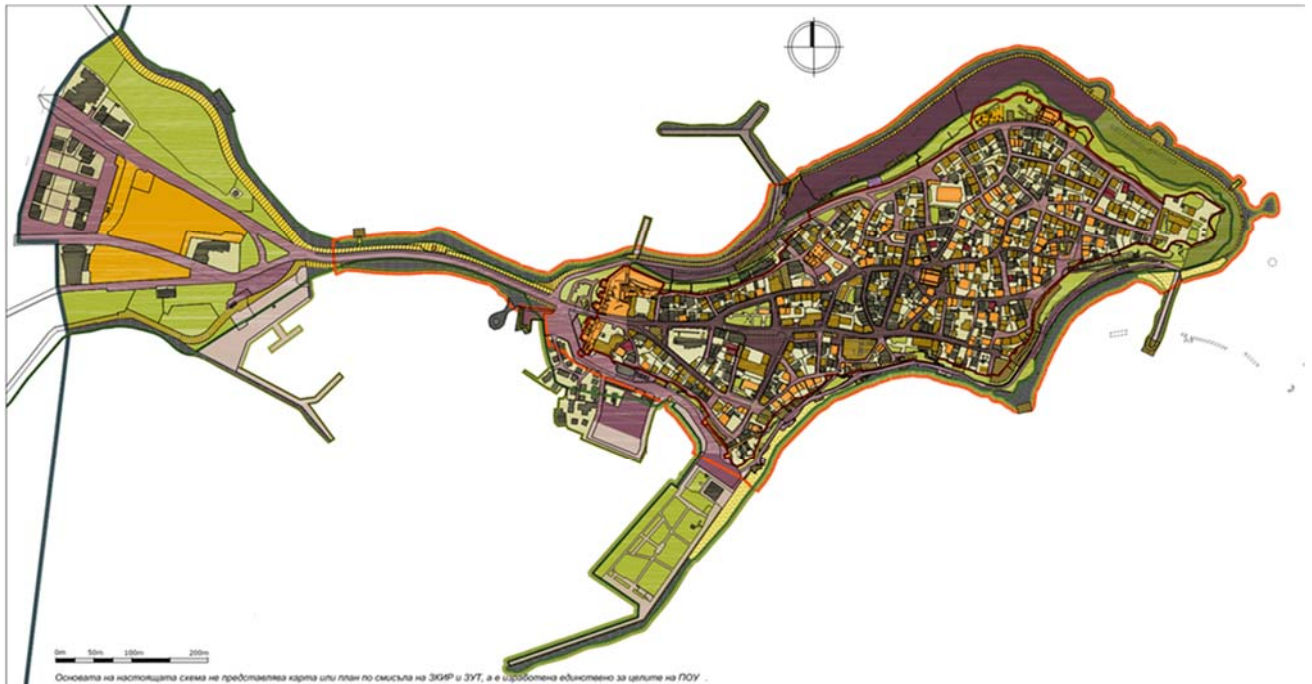 0m 50m 100m 200m
Основата на настоящата схема не представлява карта или план по смисъла на ЗКИР и ЗУТ, а е изработена единствено за целите на ПОУ .